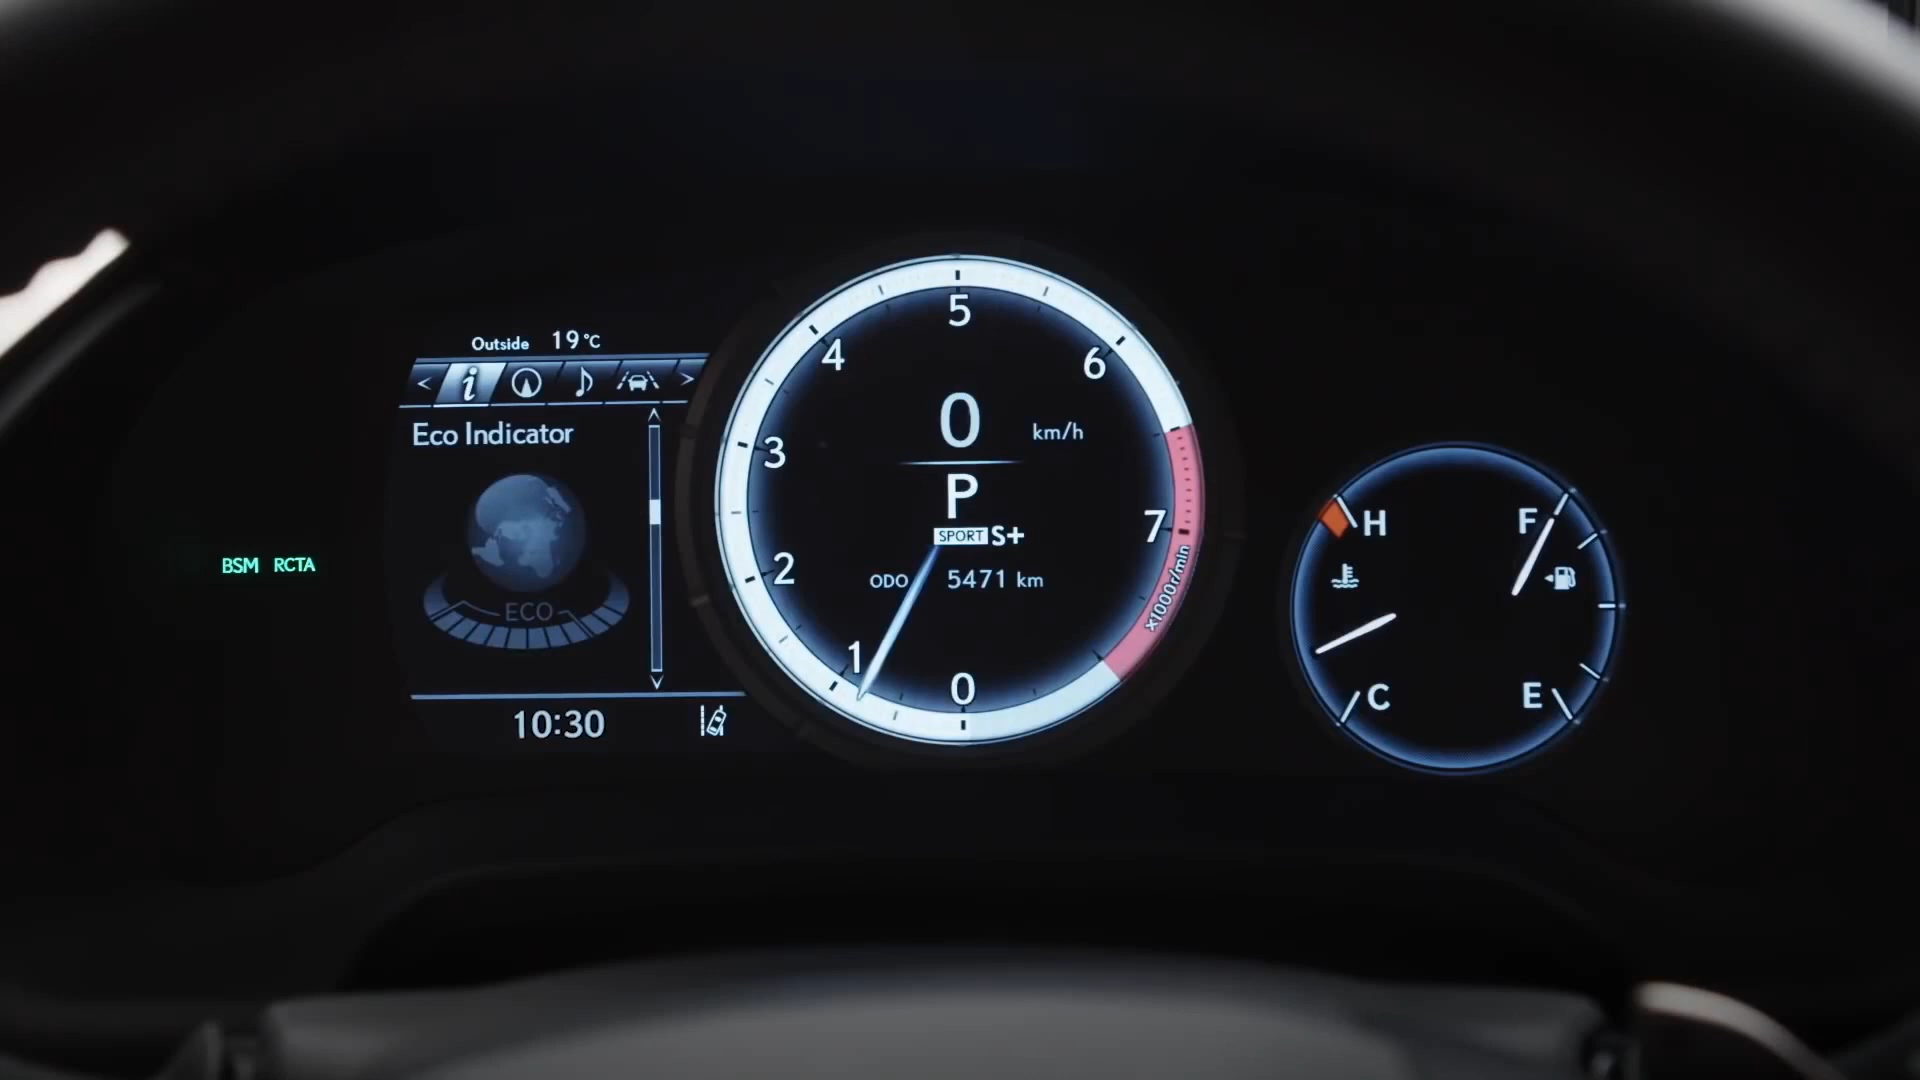 Outside 19°C
< i >
Eco Indicator
ECO
10:30
BSM RCTA
0
1
2
3
4
5
6
7
x1000r/min
0 km/h
P
SPORT S+
ODO 5471 km
H
C
F
E